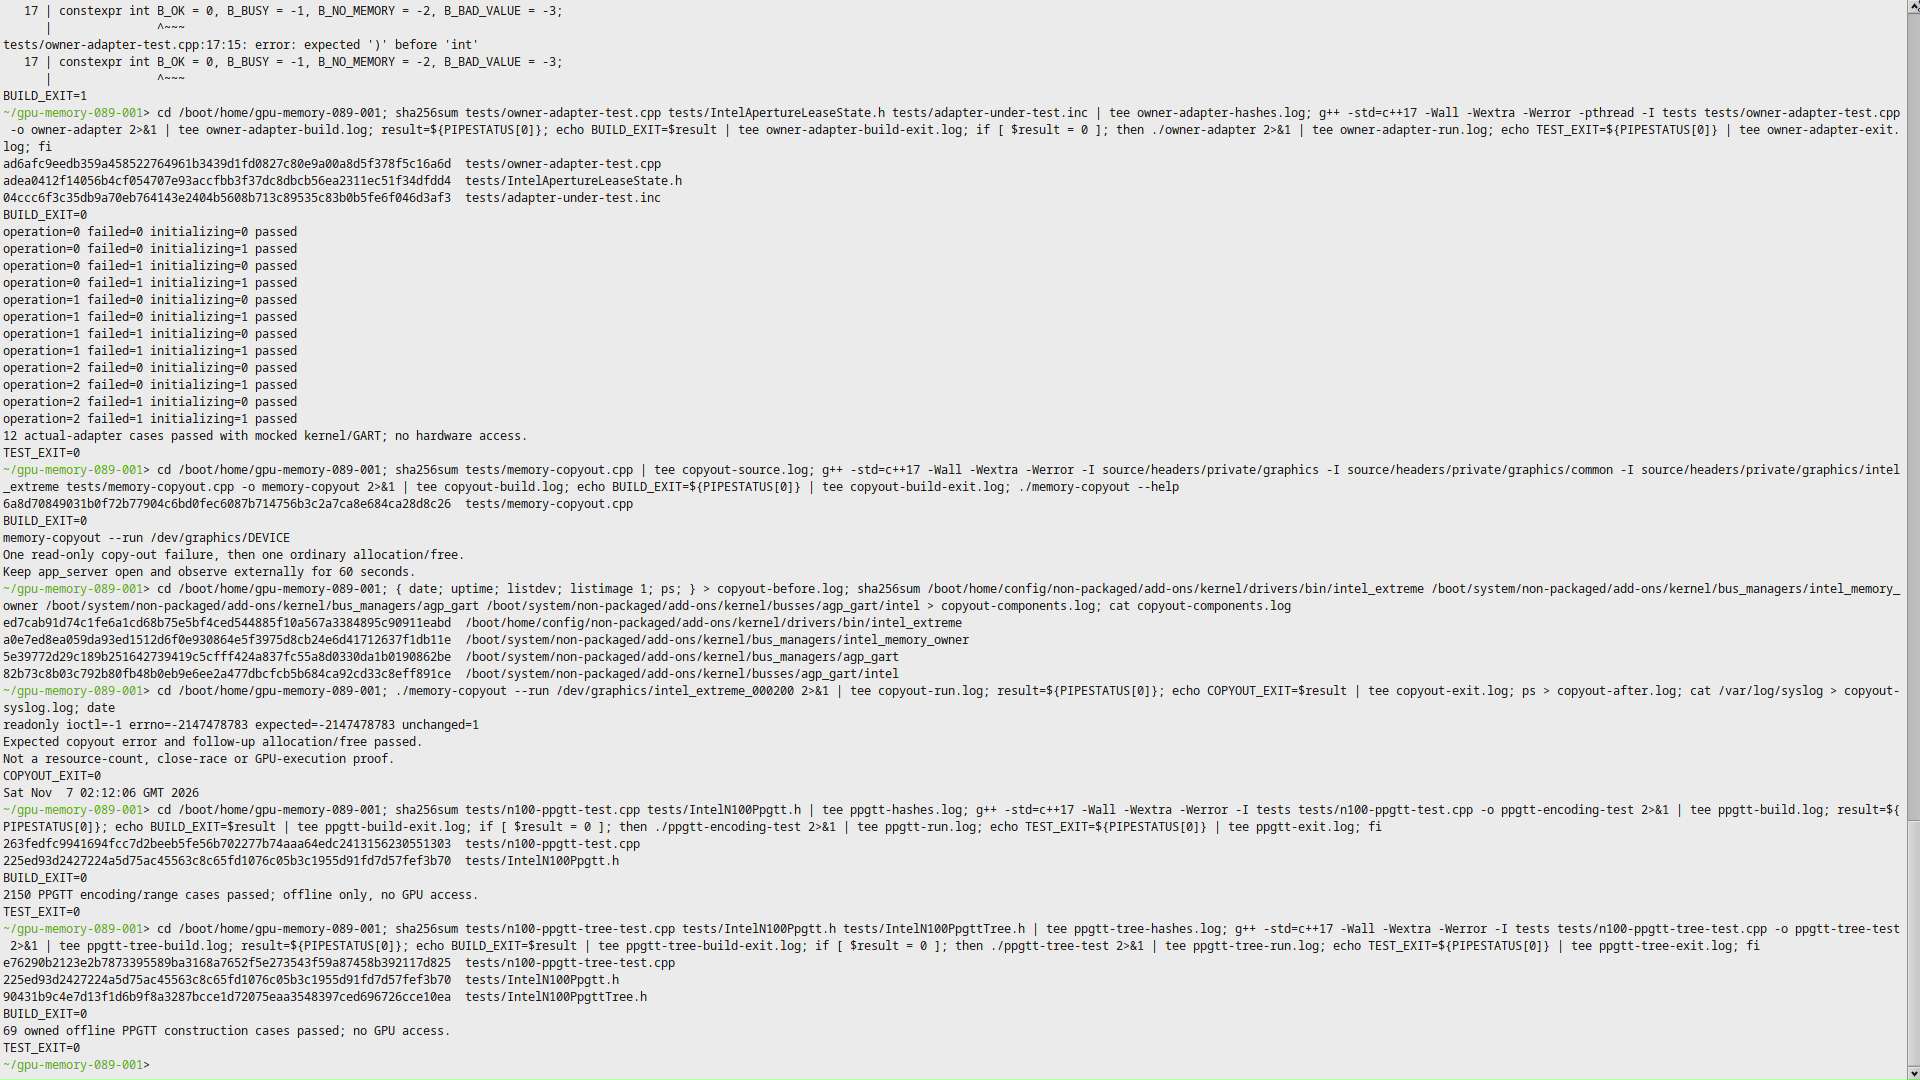 17 | constexpr int B_OK = 0, B_BUSY = -1, B_NO_MEMORY = -2, B_BAD_VALUE = -3;
      |               ^~~~
tests/owner-adapter-test.cpp:17:15: error: expected ')' before 'int'
   17 | constexpr int B_OK = 0, B_BUSY = -1, B_NO_MEMORY = -2, B_BAD_VALUE = -3;
      |               ^~~~
BUILD_EXIT=1
~/gpu-memory-089-001> cd /boot/home/gpu-memory-089-001; sha256sum tests/owner-adapter-test.cpp tests/IntelApertureLeaseState.h tests/adapter-under-test.inc | tee owner-adapter-hashes.log; g++ -std=c++17 -Wall -Wextra -Werror -pthread -I tests tests/owner-adapter-test.cpp
 -o owner-adapter 2>&1 | tee owner-adapter-build.log; result=${PIPESTATUS[0]}; echo BUILD_EXIT=$result | tee owner-adapter-build-exit.log; if [ $result = 0 ]; then ./owner-adapter 2>&1 | tee owner-adapter-run.log; echo TEST_EXIT=${PIPESTATUS[0]} | tee owner-adapter-exit.
log; fi
ad6afc9eedb359a458522764961b3439d1fd0827c80e9a00a8d5f378f5c16a6d  tests/owner-adapter-test.cpp
adea0412f14056b4cf054707e93accfbb3f37dc8dbcb56ea2311ec51f34dfdd4  tests/IntelApertureLeaseState.h
04ccc6f3c35db9a70eb764143e2404b5608b713c89535c83b0b5fe6f046d3af3  tests/adapter-under-test.inc
BUILD_EXIT=0
operation=0 failed=0 initializing=0 passed
operation=0 failed=0 initializing=1 passed
operation=0 failed=1 initializing=0 passed
operation=0 failed=1 initializing=1 passed
operation=1 failed=0 initializing=0 passed
operation=1 failed=0 initializing=1 passed
operation=1 failed=1 initializing=0 passed
operation=1 failed=1 initializing=1 passed
operation=2 failed=0 initializing=0 passed
operation=2 failed=0 initializing=1 passed
operation=2 failed=1 initializing=0 passed
operation=2 failed=1 initializing=1 passed
12 actual-adapter cases passed with mocked kernel/GART; no hardware access.
TEST_EXIT=0
~/gpu-memory-089-001> cd /boot/home/gpu-memory-089-001; sha256sum tests/memory-copyout.cpp | tee copyout-source.log; g++ -std=c++17 -Wall -Wextra -Werror -I source/headers/private/graphics -I source/headers/private/graphics/common -I source/headers/private/graphics/intel
_extreme tests/memory-copyout.cpp -o memory-copyout 2>&1 | tee copyout-build.log; echo BUILD_EXIT=${PIPESTATUS[0]} | tee copyout-build-exit.log; ./memory-copyout --help
6a8d70849031b0f72b77904c6bd0fec6087b714756b3c2a7ca8e684ca28d8c26  tests/memory-copyout.cpp
BUILD_EXIT=0
memory-copyout --run /dev/graphics/DEVICE
One read-only copy-out failure, then one ordinary allocation/free.
Keep app_server open and observe externally for 60 seconds.
~/gpu-memory-089-001> cd /boot/home/gpu-memory-089-001; { date; uptime; listdev; listimage 1; ps; } > copyout-before.log; sha256sum /boot/home/config/non-packaged/add-ons/kernel/drivers/bin/intel_extreme /boot/system/non-packaged/add-ons/kernel/bus_managers/intel_memory_
owner /boot/system/non-packaged/add-ons/kernel/bus_managers/agp_gart /boot/system/non-packaged/add-ons/kernel/busses/agp_gart/intel > copyout-components.log; cat copyout-components.log
ed7cab91d74c1fe6a1cd68b75e5bf4ced544885f10a567a3384895c90911eabd  /boot/home/config/non-packaged/add-ons/kernel/drivers/bin/intel_extreme
a0e7ed8ea059da93ed1512d6f0e930864e5f3975d8cb24e6d41712637f1db11e  /boot/system/non-packaged/add-ons/kernel/bus_managers/intel_memory_owner
5e39772d29c189b251642739419c5cfff424a837fc55a8d0330da1b0190862be  /boot/system/non-packaged/add-ons/kernel/bus_managers/agp_gart
82b73c8b03c792b80fb48b0eb9e6ee2a477dbcfcb5b684ca92cd33c8eff891ce  /boot/system/non-packaged/add-ons/kernel/busses/agp_gart/intel
~/gpu-memory-089-001> cd /boot/home/gpu-memory-089-001; ./memory-copyout --run /dev/graphics/intel_extreme_000200 2>&1 | tee copyout-run.log; result=${PIPESTATUS[0]}; echo COPYOUT_EXIT=$result | tee copyout-exit.log; ps > copyout-after.log; cat /var/log/syslog > copyout-
syslog.log; date
readonly ioctl=-1 errno=-2147478783 expected=-2147478783 unchanged=1
Expected copyout error and follow-up allocation/free passed.
Not a resource-count, close-race or GPU-execution proof.
COPYOUT_EXIT=0
Sat Nov  7 02:12:06 GMT 2026
~/gpu-memory-089-001> cd /boot/home/gpu-memory-089-001; sha256sum tests/n100-ppgtt-test.cpp tests/IntelN100Ppgtt.h | tee ppgtt-hashes.log; g++ -std=c++17 -Wall -Wextra -Werror -I tests tests/n100-ppgtt-test.cpp -o ppgtt-encoding-test 2>&1 | tee ppgtt-build.log; result=${
PIPESTATUS[0]}; echo BUILD_EXIT=$result | tee ppgtt-build-exit.log; if [ $result = 0 ]; then ./ppgtt-encoding-test 2>&1 | tee ppgtt-run.log; echo TEST_EXIT=${PIPESTATUS[0]} | tee ppgtt-exit.log; fi
263fedfc9941694fcc7d2beeb5fe56b702277b74aaa64edc2413156230551303  tests/n100-ppgtt-test.cpp
225ed93d2427224a5d75ac45563c8c65fd1076c05b3c1955d91fd7d57fef3b70  tests/IntelN100Ppgtt.h
BUILD_EXIT=0
2150 PPGTT encoding/range cases passed; offline only, no GPU access.
TEST_EXIT=0
~/gpu-memory-089-001> cd /boot/home/gpu-memory-089-001; sha256sum tests/n100-ppgtt-tree-test.cpp tests/IntelN100Ppgtt.h tests/IntelN100PpgttTree.h | tee ppgtt-tree-hashes.log; g++ -std=c++17 -Wall -Wextra -Werror -I tests tests/n100-ppgtt-tree-test.cpp -o ppgtt-tree-test
 2>&1 | tee ppgtt-tree-build.log; result=${PIPESTATUS[0]}; echo BUILD_EXIT=$result | tee ppgtt-tree-build-exit.log; if [ $result = 0 ]; then ./ppgtt-tree-test 2>&1 | tee ppgtt-tree-run.log; echo TEST_EXIT=${PIPESTATUS[0]} | tee ppgtt-tree-exit.log; fi
e76290b2123e2b7873395589ba3168a7652f5e273543f59a87458b392117d825  tests/n100-ppgtt-tree-test.cpp
225ed93d2427224a5d75ac45563c8c65fd1076c05b3c1955d91fd7d57fef3b70  tests/IntelN100Ppgtt.h
90431b9c4e7d13f1d6b9f8a3287bcce1d72075eaa3548397ced696726cce10ea  tests/IntelN100PpgttTree.h
BUILD_EXIT=0
69 owned offline PPGTT construction cases passed; no GPU access.
TEST_EXIT=0
~/gpu-memory-089-001>